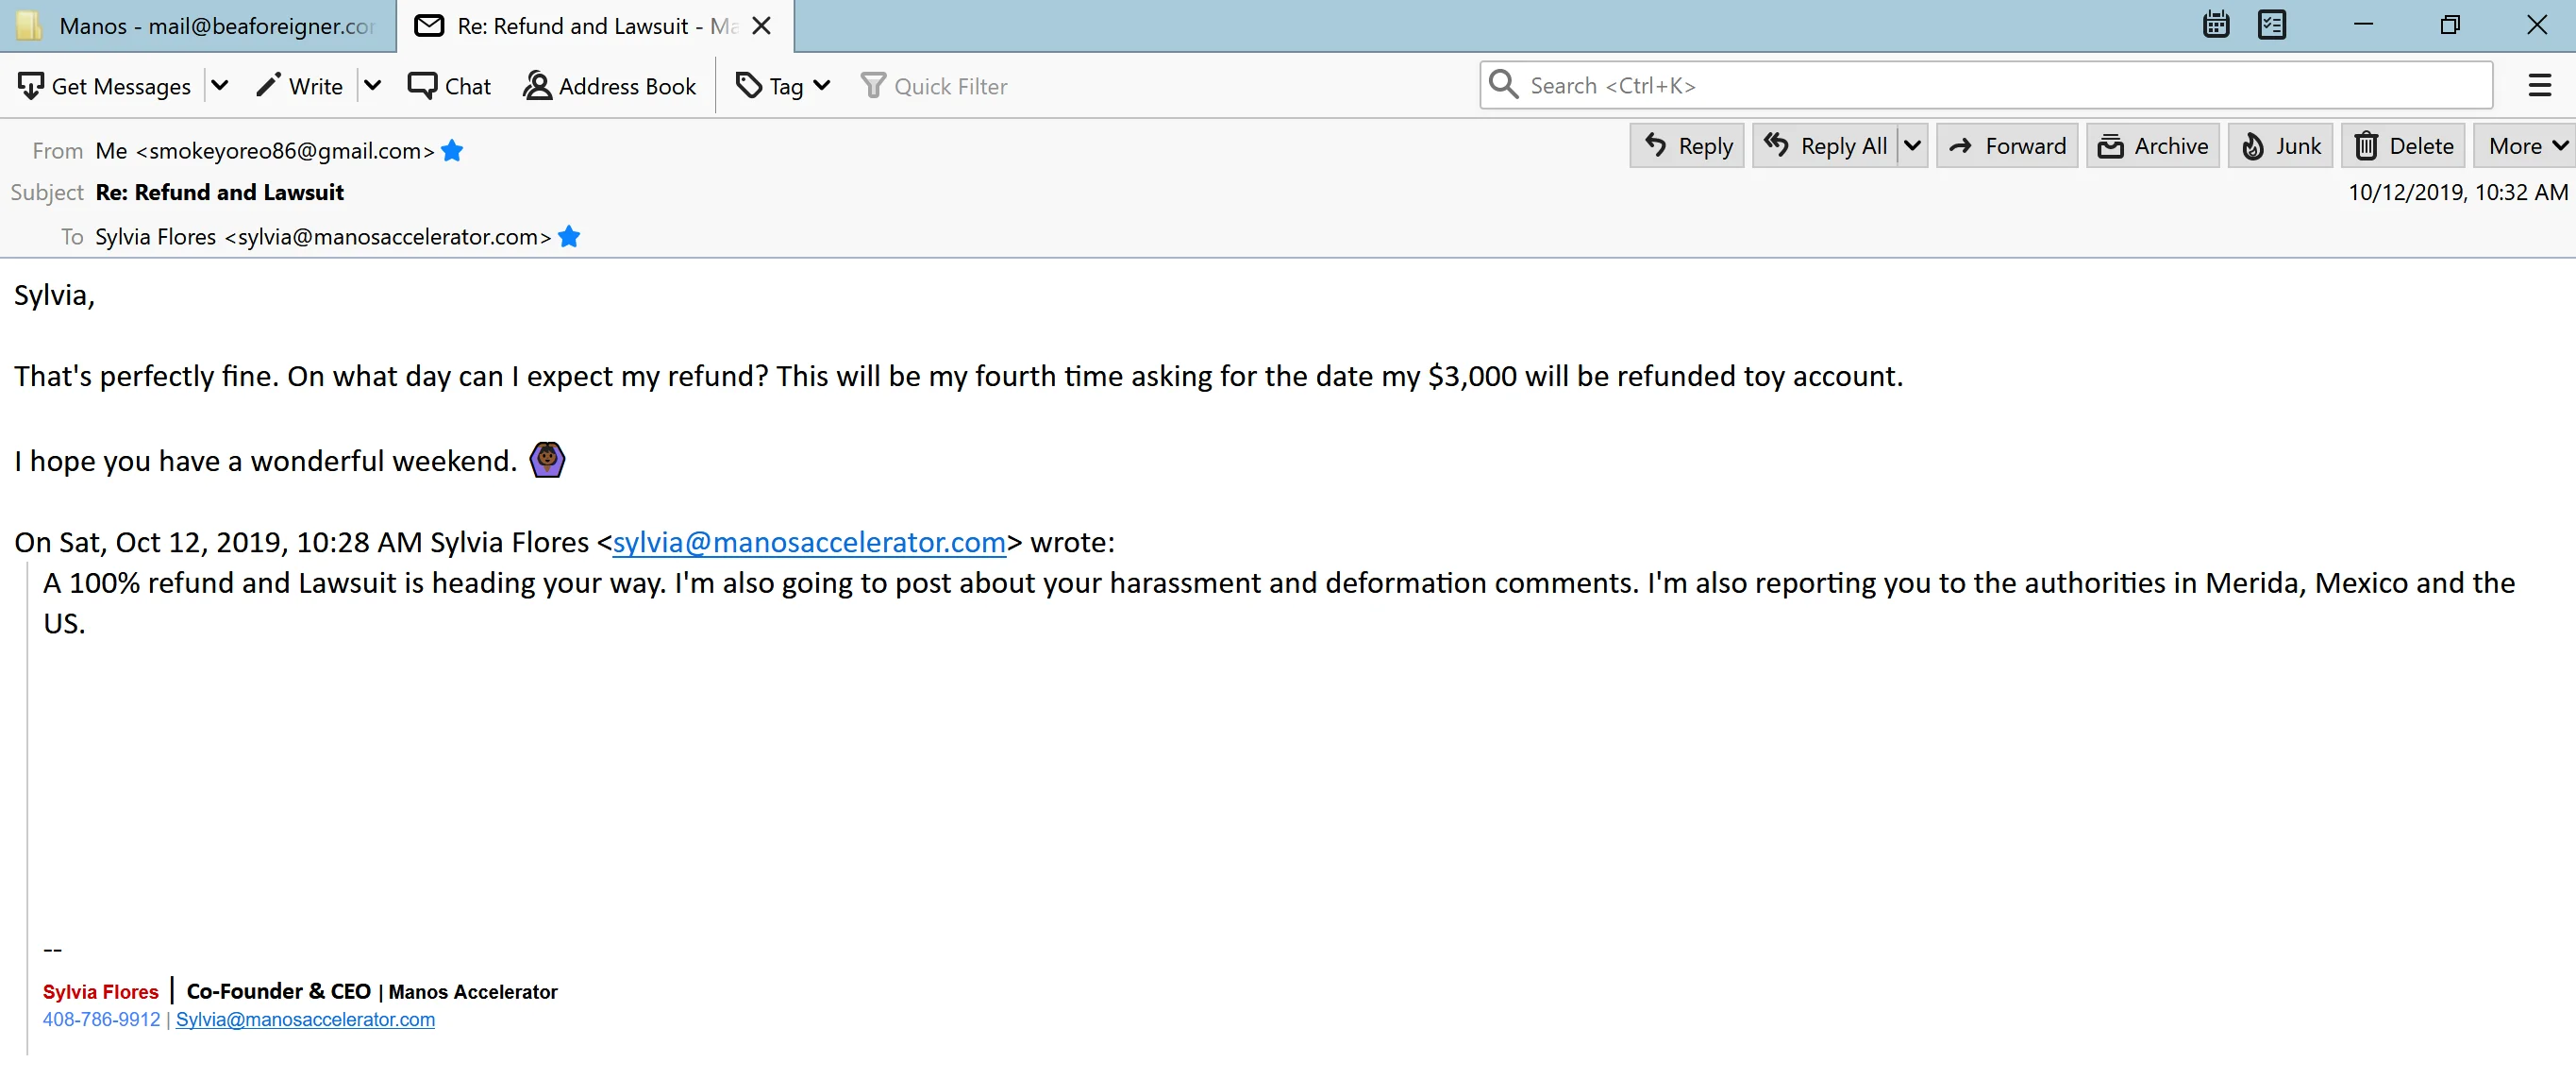 Manos - mail@beaforeigner.co
Re: Refund and Lawsuit - Ma
Get Messages
Write
Chat
Address Book
Tag
Quick Filter
Search <Ctrl+K>
From Me <smokeyoreo86@gmail.com>
Reply
Reply All
Forward
Archive
Junk
Delete
More
Subject Re: Refund and Lawsuit
10/12/2019, 10:32 AM
To Sylvia Flores <sylvia@manosaccelerator.com>
Sylvia,
That's perfectly fine. On what day can I expect my refund? This will be my fourth time asking for the date my $3,000 will be refunded toy account.
I hope you have a wonderful weekend.
On Sat, Oct 12, 2019, 10:28 AM Sylvia Flores <sylvia@manosaccelerator.com> wrote:
A 100% refund and Lawsuit is heading your way. I'm also going to post about your harassment and deformation comments. I'm also reporting you to the authorities in Merida, Mexico and the
US.
--
Sylvia Flores | Co-Founder & CEO | Manos Accelerator
408-786-9912 | Sylvia@manosaccelerator.com